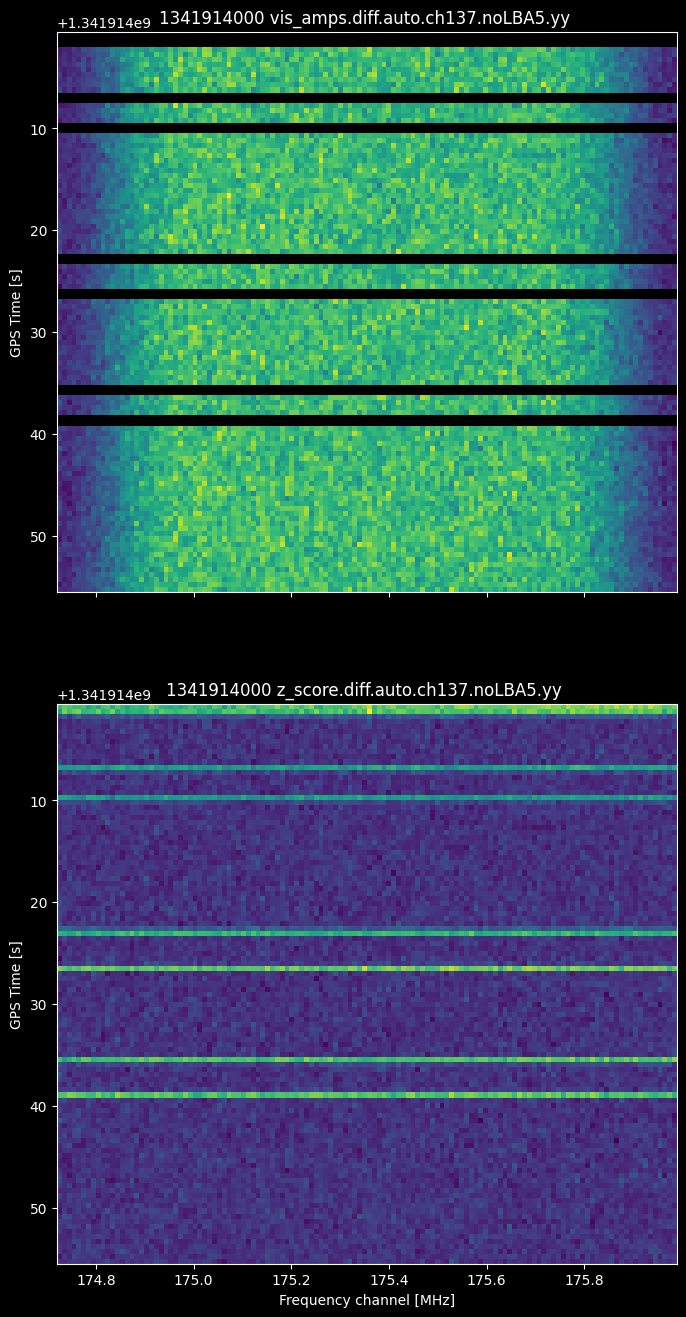 1341914000 vis_amps.diff.auto.ch137.noLBA5.yy
+1.341914e9
10
20
30
40
50
GPS Time [s]
1341914000 z_score.diff.auto.ch137.noLBA5.yy
+1.341914e9
10
20
30
40
50
GPS Time [s]
174.8 175.0 175.2 175.4 175.6 175.8
Frequency channel [MHz]